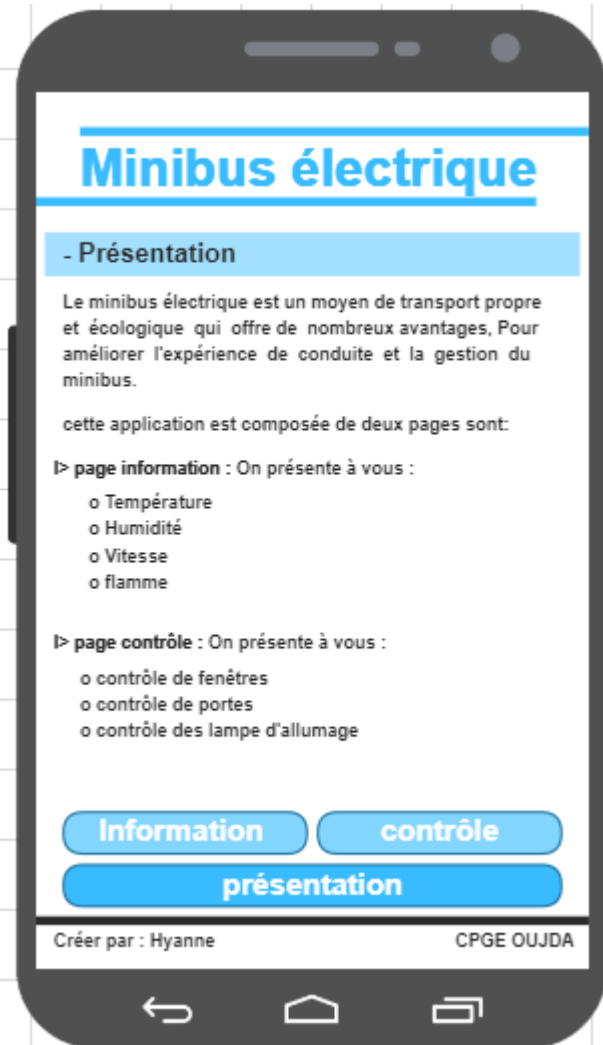 Minibus électrique
- Présentation
Le minibus électrique est un moyen de transport propre
et écologique qui offre de nombreux avantages, Pour
améliorer l'expérience de conduite et la gestion du
minibus.
cette application est composée de deux pages sont:
I> page information : On présente à vous :
o Température
o Humidité
o Vitesse
o flamme
I> page contrôle : On présente à vous :
o contrôle de fenêtres
o contrôle de portes
o contrôle des lampe d'allumage
Information contrôle
présentation
Créer par : Hyanne CPGE OUJDA